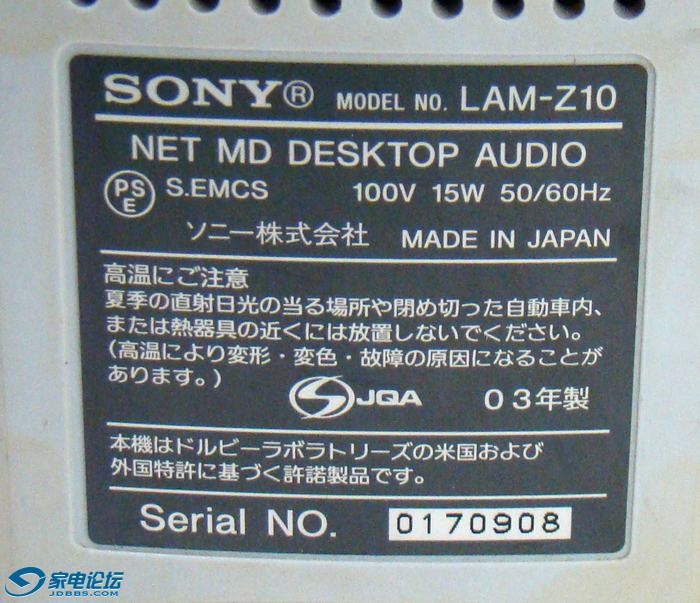 SONY® MODEL NO. LAM-Z10
NET MD DESKTOP AUDIO
PS
E
S.EMCS 100V 15W 50/60Hz
ソニー株式会社 MADE IN JAPAN
高温にご注意
夏季の直射日光の当る場所や閉め切った自動車内、
または熱器具の近くには放置しないでください。
(高温により変形・変色・故障の原因になることが
あります。)
JQA 03年製
本機はドルビーラボラトリーズの米国および
外国特許に基づく許諾製品です。
Serial NO. 0170908
家电论坛
JDBBS.COM